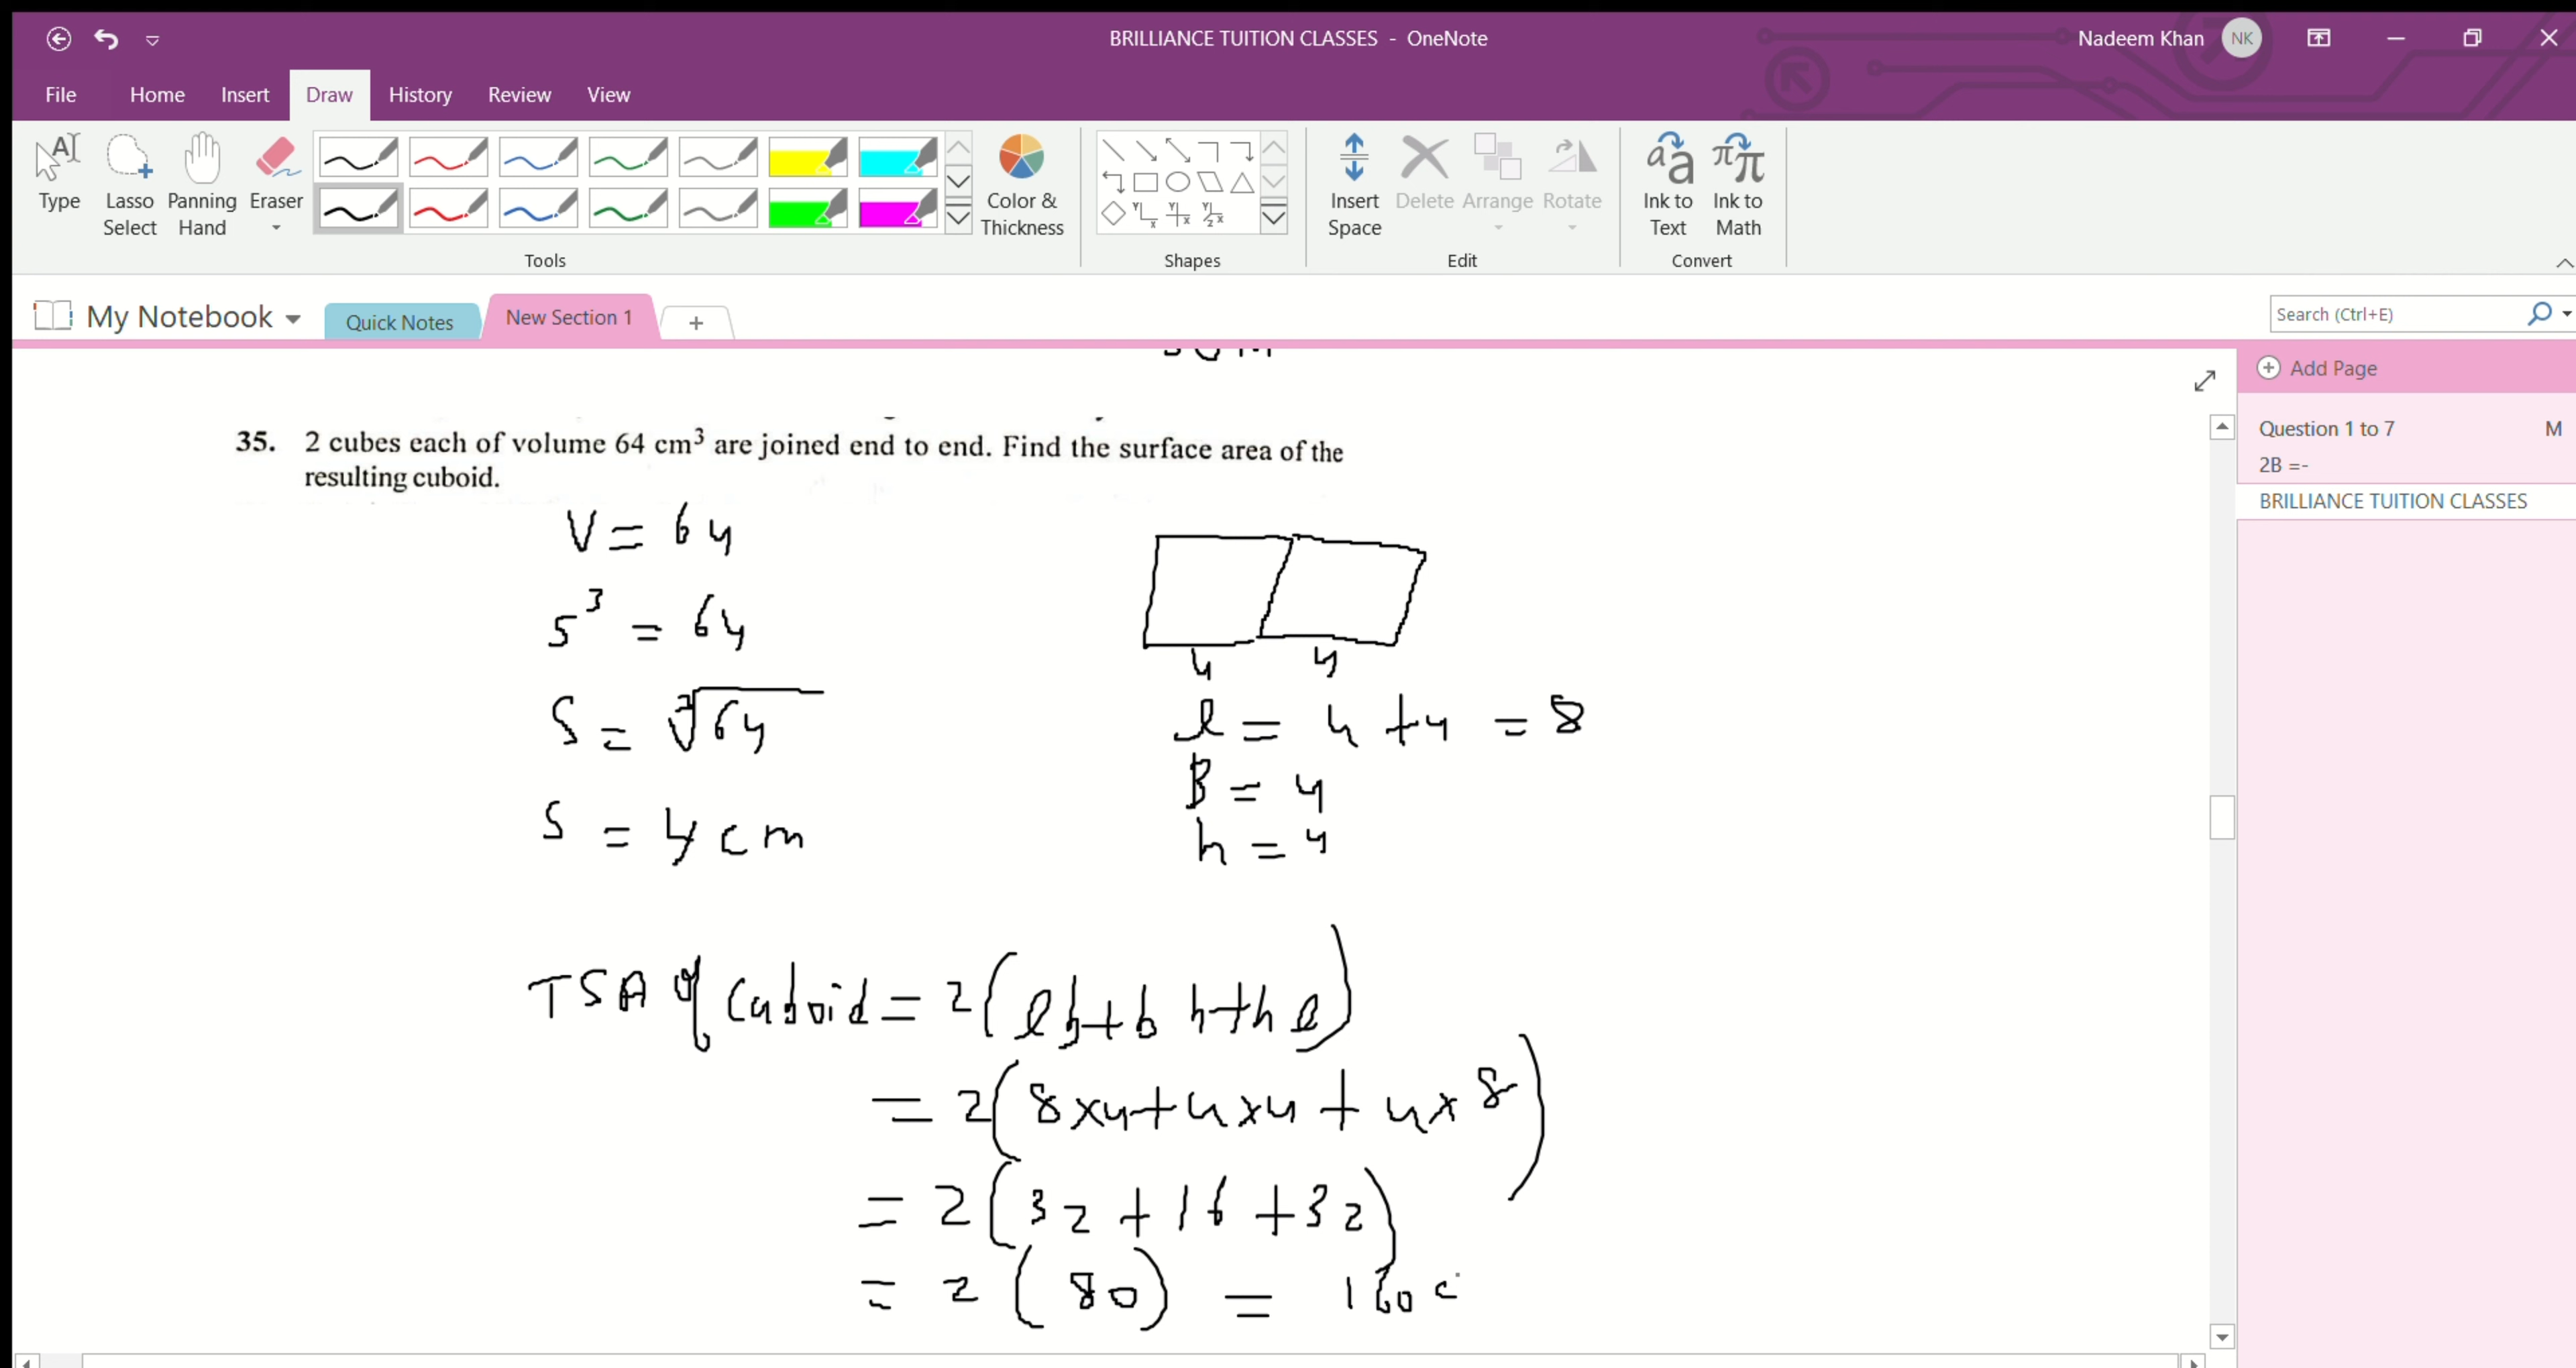 BRILLIANCE TUITION CLASSES - OneNote
Nadeem Khan NK
File Home Insert Draw History Review View
Type
Lasso Select
Panning Hand
Eraser
Color & Thickness
Insert Space
Delete Arrange Rotate
Ink to Text
Ink to Math
Tools Shapes Edit Convert
My Notebook Quick Notes New Section 1 +
Search (Ctrl+E)
Add Page
Question 1 to 7 M
2B =-
BRILLIANCE TUITION CLASSES
35. 2 cubes each of volume 64 cm³ are joined end to end. Find the surface area of the
resulting cuboid.
V = 64
s³ = 64
S = ∛64
S = 4 cm
4 4
l = 4 + 4 = 8
B = 4
h = 4
TSA of Cuboid = 2(lb+bh+hl)
= 2(8×4+4×4+4×8)
= 2(32+16+32)
= 2(80) = 160 c